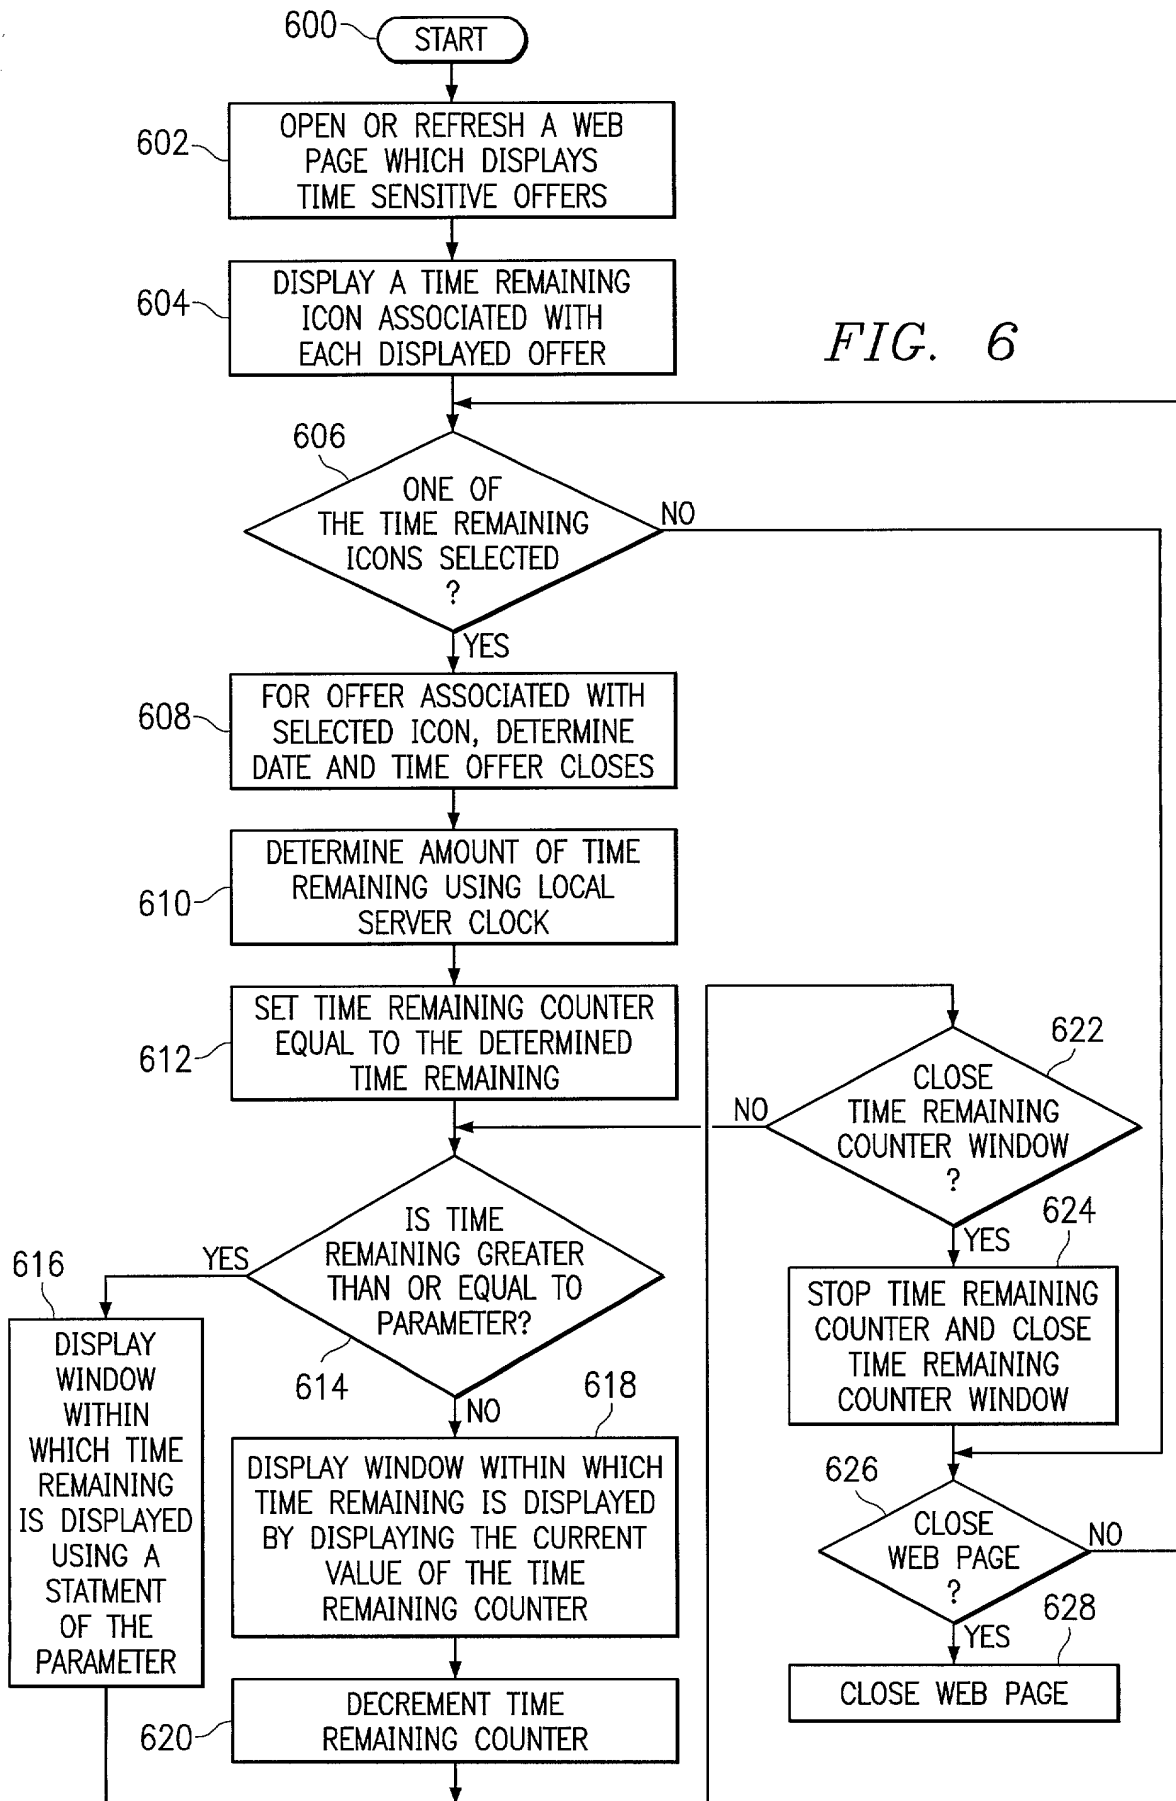 600
START
602
OPEN OR REFRESH A WEB
PAGE WHICH DISPLAYS
TIME SENSITIVE OFFERS
604
DISPLAY A TIME REMAINING
ICON ASSOCIATED WITH
EACH DISPLAYED OFFER
FIG. 6
606
ONE OF
THE TIME REMAINING
ICONS SELECTED
?
NO
YES
608
FOR OFFER ASSOCIATED WITH
SELECTED ICON, DETERMINE
DATE AND TIME OFFER CLOSES
610
DETERMINE AMOUNT OF TIME
REMAINING USING LOCAL
SERVER CLOCK
612
SET TIME REMAINING COUNTER
EQUAL TO THE DETERMINED
TIME REMAINING
614
IS TIME
REMAINING GREATER
THAN OR EQUAL TO
PARAMETER?
YES
NO
616
DISPLAY
WINDOW
WITHIN
WHICH TIME
REMAINING
IS DISPLAYED
USING A
STATMENT
OF THE
PARAMETER
618
DISPLAY WINDOW WITHIN WHICH
TIME REMAINING IS DISPLAYED
BY DISPLAYING THE CURRENT
VALUE OF THE TIME
REMAINING COUNTER
620
DECREMENT TIME
REMAINING COUNTER
622
CLOSE
TIME REMAINING
COUNTER WINDOW
?
NO
YES
624
STOP TIME REMAINING
COUNTER AND CLOSE
TIME REMAINING
COUNTER WINDOW
626
CLOSE
WEB PAGE
?
NO
YES
628
CLOSE WEB PAGE